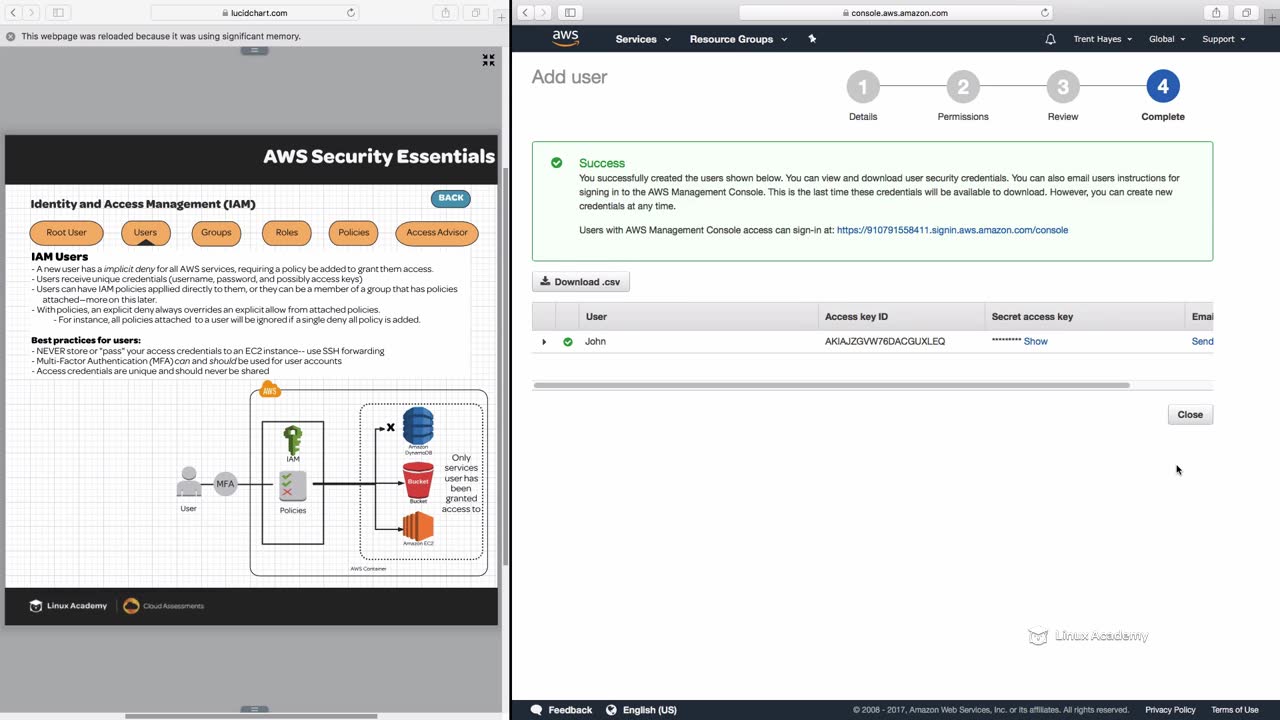 lucidchart.com
This webpage was reloaded because it was using significant memory.
AWS Security Essentials
Identity and Access Management (IAM)
BACK
Root User
Users
Groups
Roles
Policies
Access Advisor
IAM Users
- A new user has a implicit deny for all AWS services, requiring a policy be added to grant them access.
- Users receive unique credentials (username, password, and possibly access keys)
- Users can have IAM policies appllied directly to them, or they can be a member of a group that has policies
attached—more on this later.
- With policies, an explicit deny always overrides an explicit allow from attached policies.
- For instance, all policies attached to a user will be ignored if a single deny all policy is added.
Best practices for users:
- NEVER store or "pass" your access credentials to an EC2 instance-- use SSH forwarding
- Multi-Factor Authentication (MFA) can and should be used for user accounts
- Access credentials are unique and should never be shared
AWS
IAM
Policies
User
MFA
X
Amazon
DynamoDB
Bucket
Bucket
Amazon EC2
Only
services
user has
been
granted
access to
AWS Container
Linux Academy
Cloud Assessments
console.aws.amazon.com
aws
Services
Resource Groups
Trent Hayes
Global
Support
Add user
1
2
3
4
Details
Permissions
Review
Complete
Success
You successfully created the users shown below. You can view and download user security credentials. You can also email users instructions for
signing in to the AWS Management Console. This is the last time these credentials will be available to download. However, you can create new
credentials at any time.
Users with AWS Management Console access can sign-in at: https://910791558411.signin.aws.amazon.com/console
Download .csv
User
Access key ID
Secret access key
Emai
John
AKIAJZGVW76DACGUXLEQ
********* Show
Send
Close
Linux Academy
Feedback
English (US)
© 2008 - 2017, Amazon Web Services, Inc. or its affiliates. All rights reserved.
Privacy Policy
Terms of Use